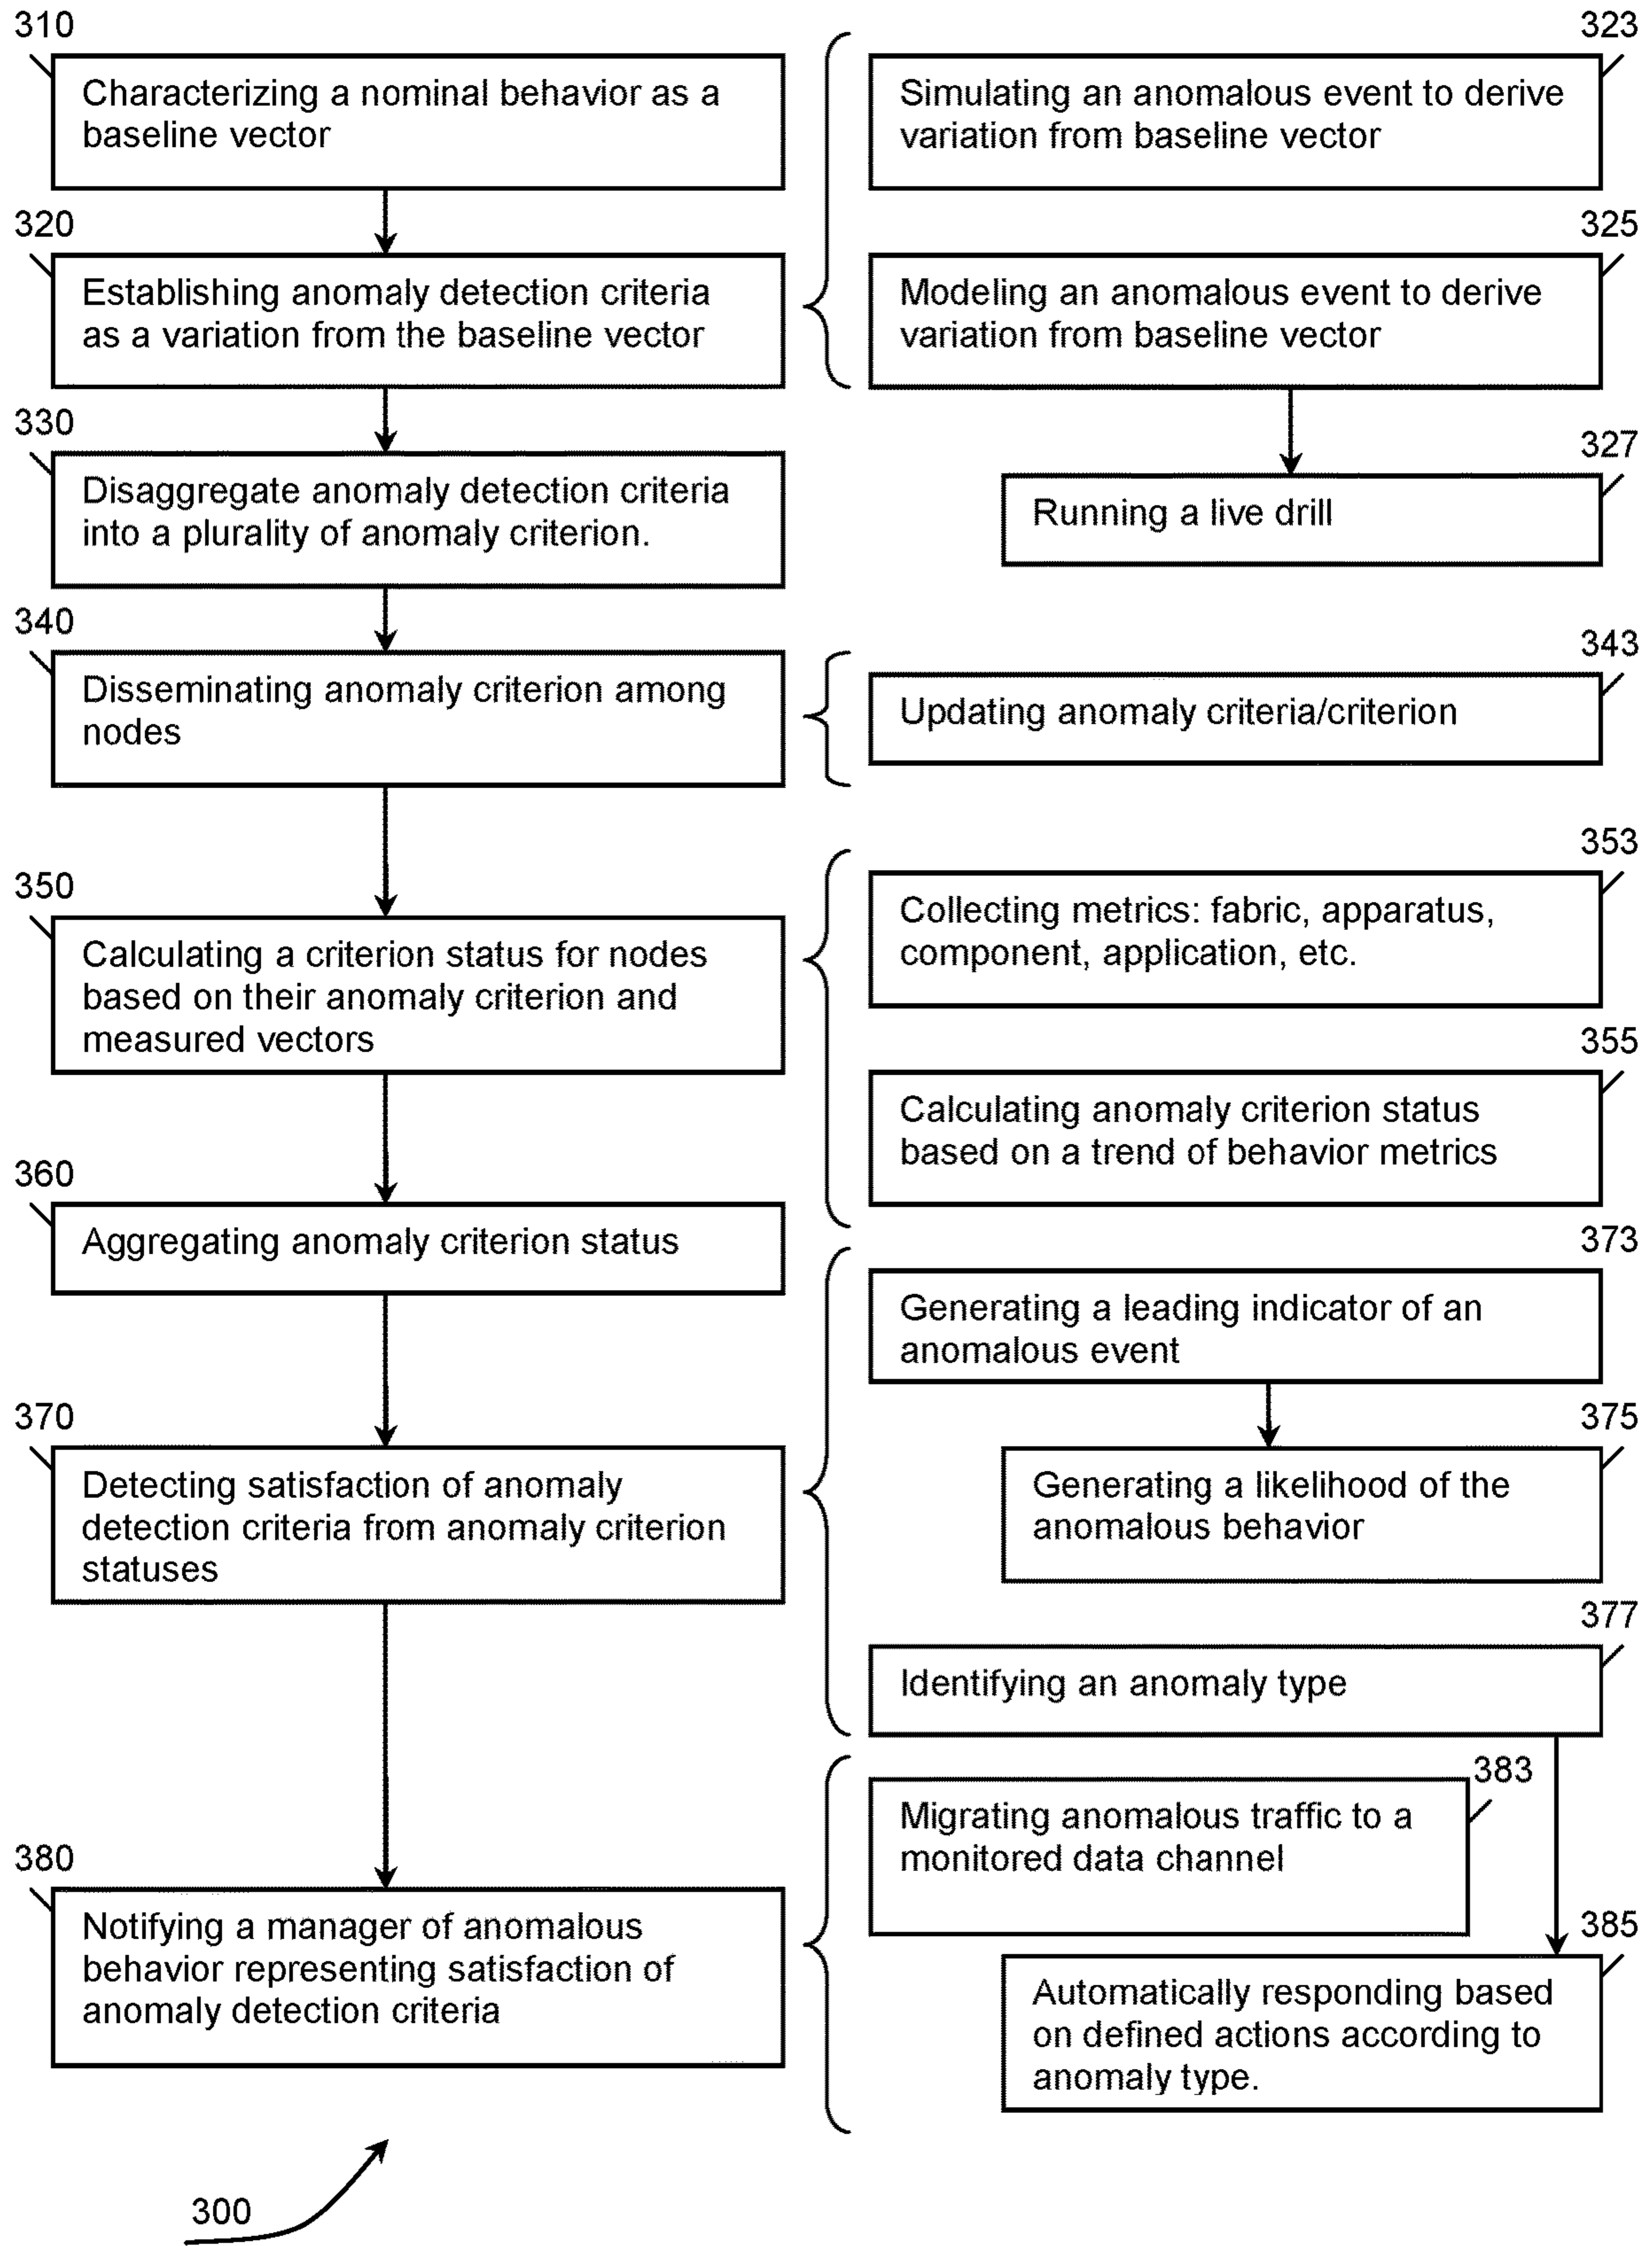 310
Characterizing a nominal behavior as a
baseline vector
323
Simulating an anomalous event to derive
variation from baseline vector
320
Establishing anomaly detection criteria
as a variation from the baseline vector
325
Modeling an anomalous event to derive
variation from baseline vector
330
Disaggregate anomaly detection criteria
into a plurality of anomaly criterion.
327
Running a live drill
340
Disseminating anomaly criterion among
nodes
343
Updating anomaly criteria/criterion
350
Calculating a criterion status for nodes
based on their anomaly criterion and
measured vectors
353
Collecting metrics: fabric, apparatus,
component, application, etc.
355
Calculating anomaly criterion status
based on a trend of behavior metrics
360
Aggregating anomaly criterion status
373
Generating a leading indicator of an
anomalous event
370
Detecting satisfaction of anomaly
detection criteria from anomaly criterion
statuses
375
Generating a likelihood of the
anomalous behavior
377
Identifying an anomaly type
383
Migrating anomalous traffic to a
monitored data channel
380
Notifying a manager of anomalous
behavior representing satisfaction of
anomaly detection criteria
385
Automatically responding based
on defined actions according to
anomaly type.
300